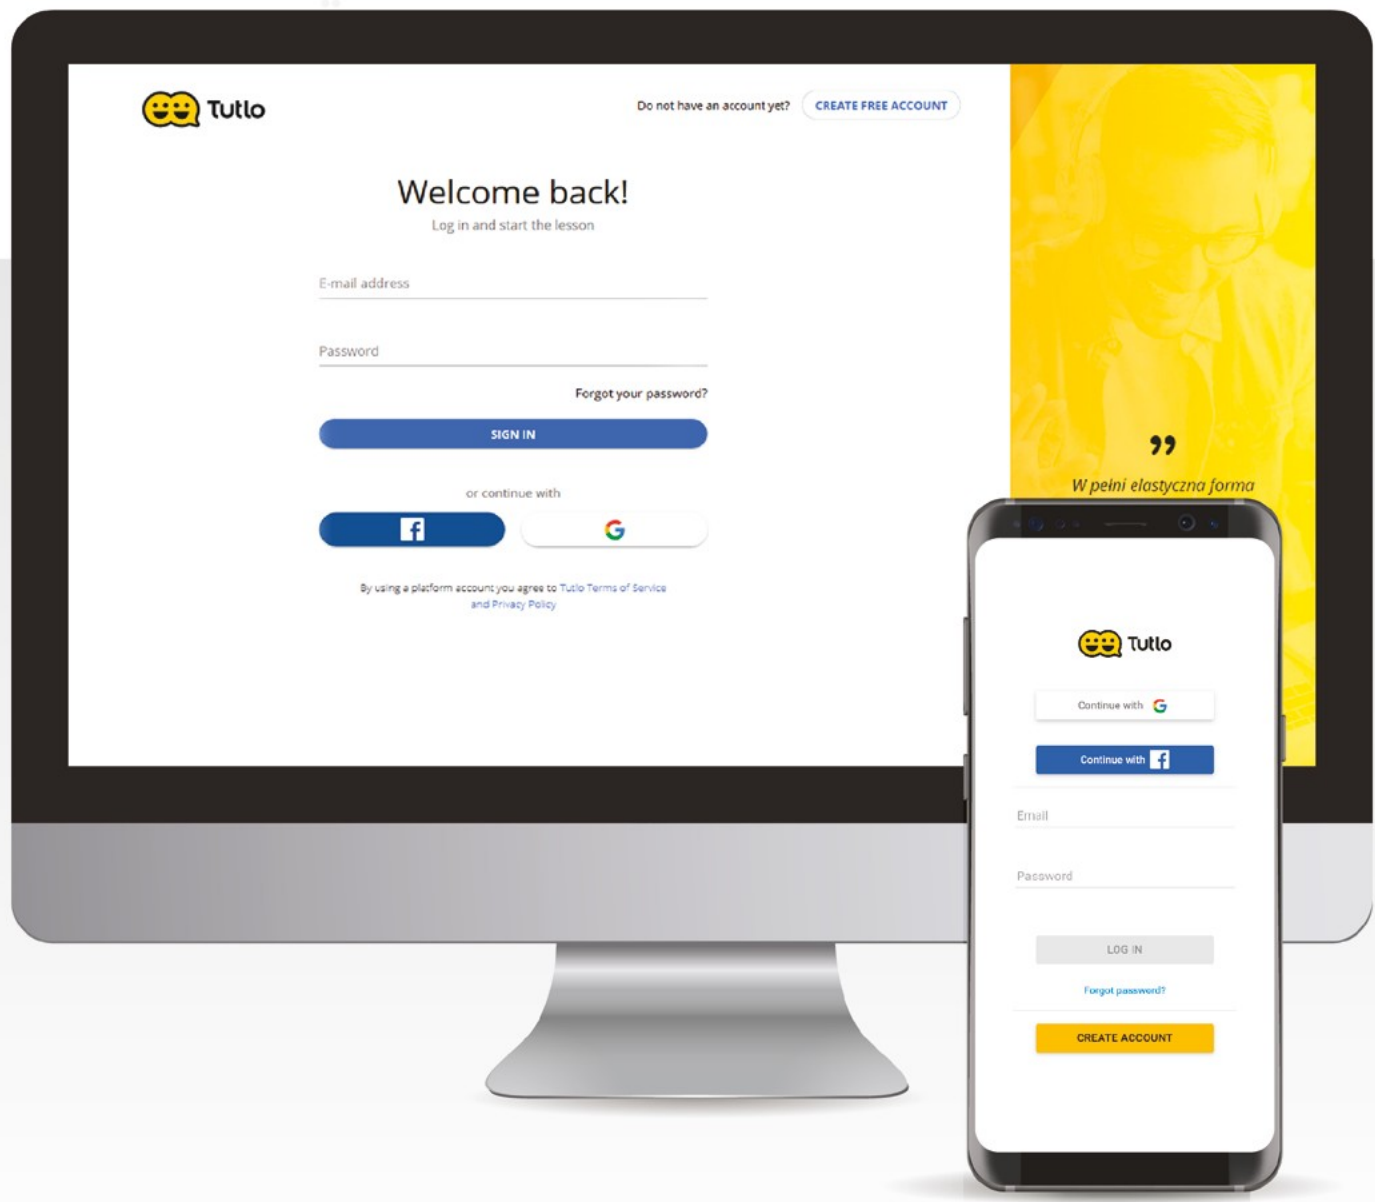 Tutlo
Do not have an account yet?
CREATE FREE ACCOUNT
Welcome back!
Log in and start the lesson
E-mail address
Password
Forgot your password?
SIGN IN
or continue with
By using a platform account you agree to Tutlo Terms of Service
and Privacy Policy
”
W pełni elastyczna forma
Tutlo
Continue with G
Continue with f
Email
Password
LOG IN
Forgot password?
CREATE ACCOUNT